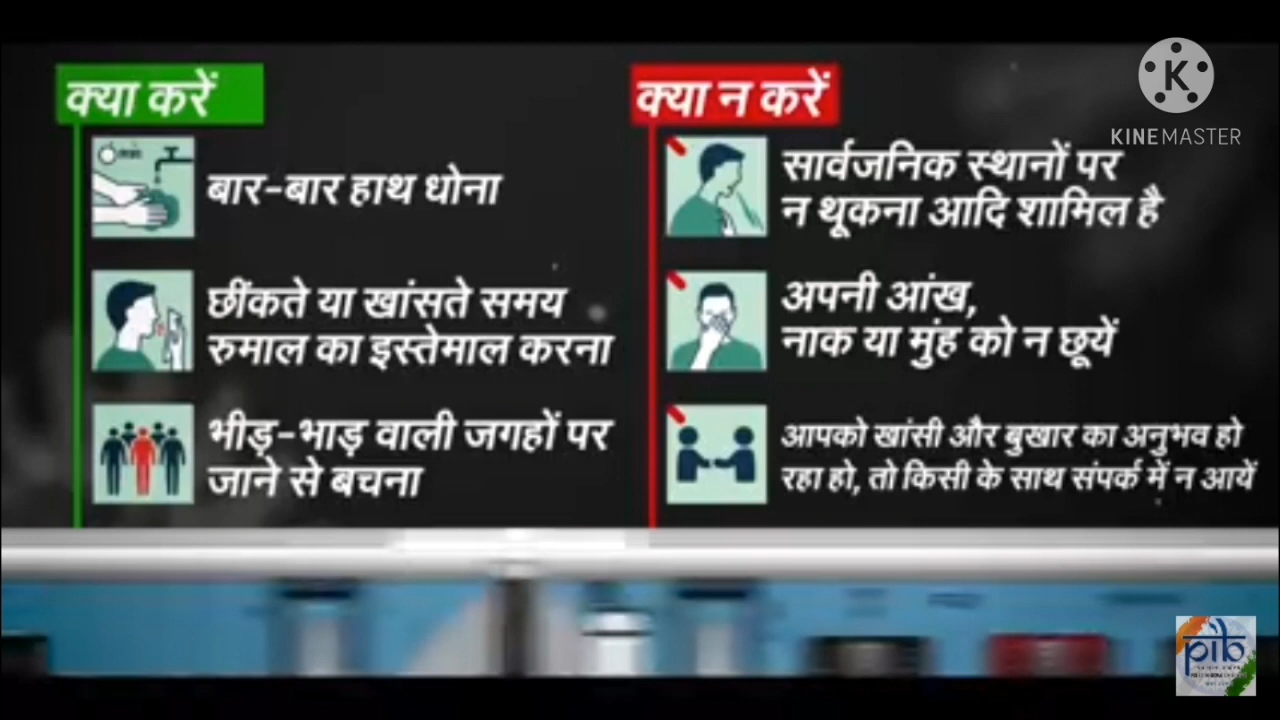 क्या करें
बार-बार हाथ धोना
छींकते या खांसते समय
रुमाल का इस्तेमाल करना
भीड़-भाड़ वाली जगहों पर
जाने से बचना
क्या न करें
सार्वजनिक स्थानों पर
न थूकना आदि शामिल है
अपनी आंख,
नाक या मुंह को न छूयें
आपको खांसी और बुखार का अनुभव हो
रहा हो, तो किसी के साथ संपर्क में न आयें
K
KINEMASTER
pib